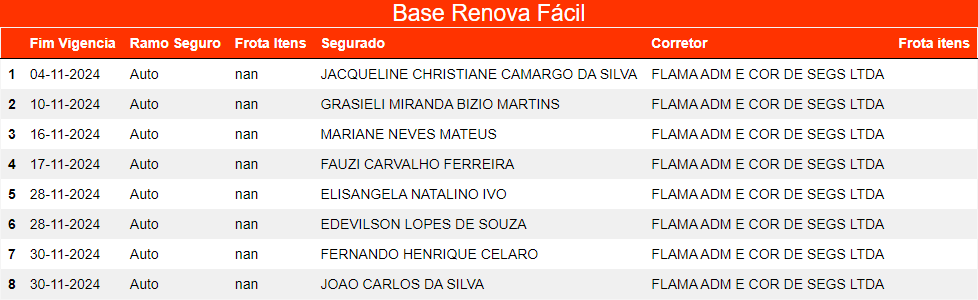 Base Renova Fácil
Fim Vigencia Ramo Seguro Frota Itens Segurado Corretor Frota itens
1 04-11-2024 Auto nan JACQUELINE CHRISTIANE CAMARGO DA SILVA FLAMA ADM E COR DE SEGS LTDA
2 10-11-2024 Auto nan GRASIELI MIRANDA BIZIO MARTINS FLAMA ADM E COR DE SEGS LTDA
3 16-11-2024 Auto nan MARIANE NEVES MATEUS FLAMA ADM E COR DE SEGS LTDA
4 17-11-2024 Auto nan FAUZI CARVALHO FERREIRA FLAMA ADM E COR DE SEGS LTDA
5 28-11-2024 Auto nan ELISANGELA NATALINO IVO FLAMA ADM E COR DE SEGS LTDA
6 28-11-2024 Auto nan EDEVILSON LOPES DE SOUZA FLAMA ADM E COR DE SEGS LTDA
7 30-11-2024 Auto nan FERNANDO HENRIQUE CELARO FLAMA ADM E COR DE SEGS LTDA
8 30-11-2024 Auto nan JOAO CARLOS DA SILVA FLAMA ADM E COR DE SEGS LTDA